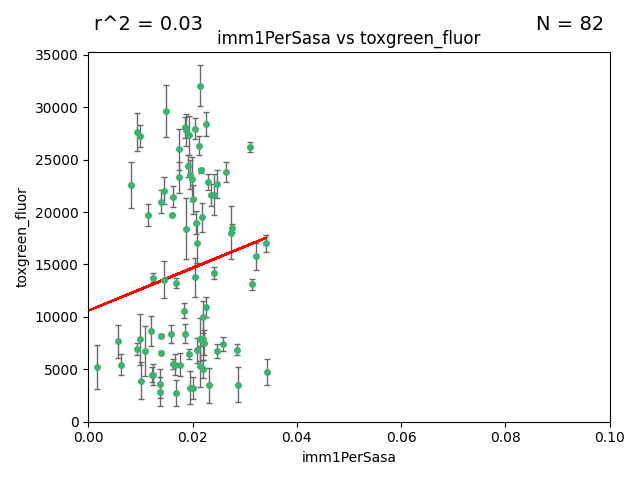 r^2 = 0.03
N = 82
imm1PerSasa vs toxgreen_fluor
35000
30000
25000
20000
15000
10000
5000
0
toxgreen_fluor
0.00
0.02
0.04
0.06
0.08
0.10
imm1PerSasa